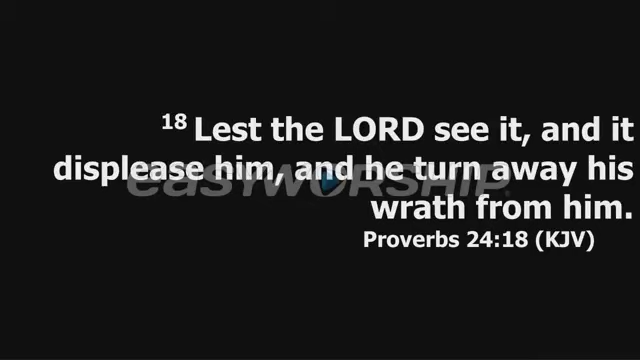 18 Lest the LORD see it, and it
displease him, and he turn away his
wrath from him.
Proverbs 24:18 (KJV)
easyworship